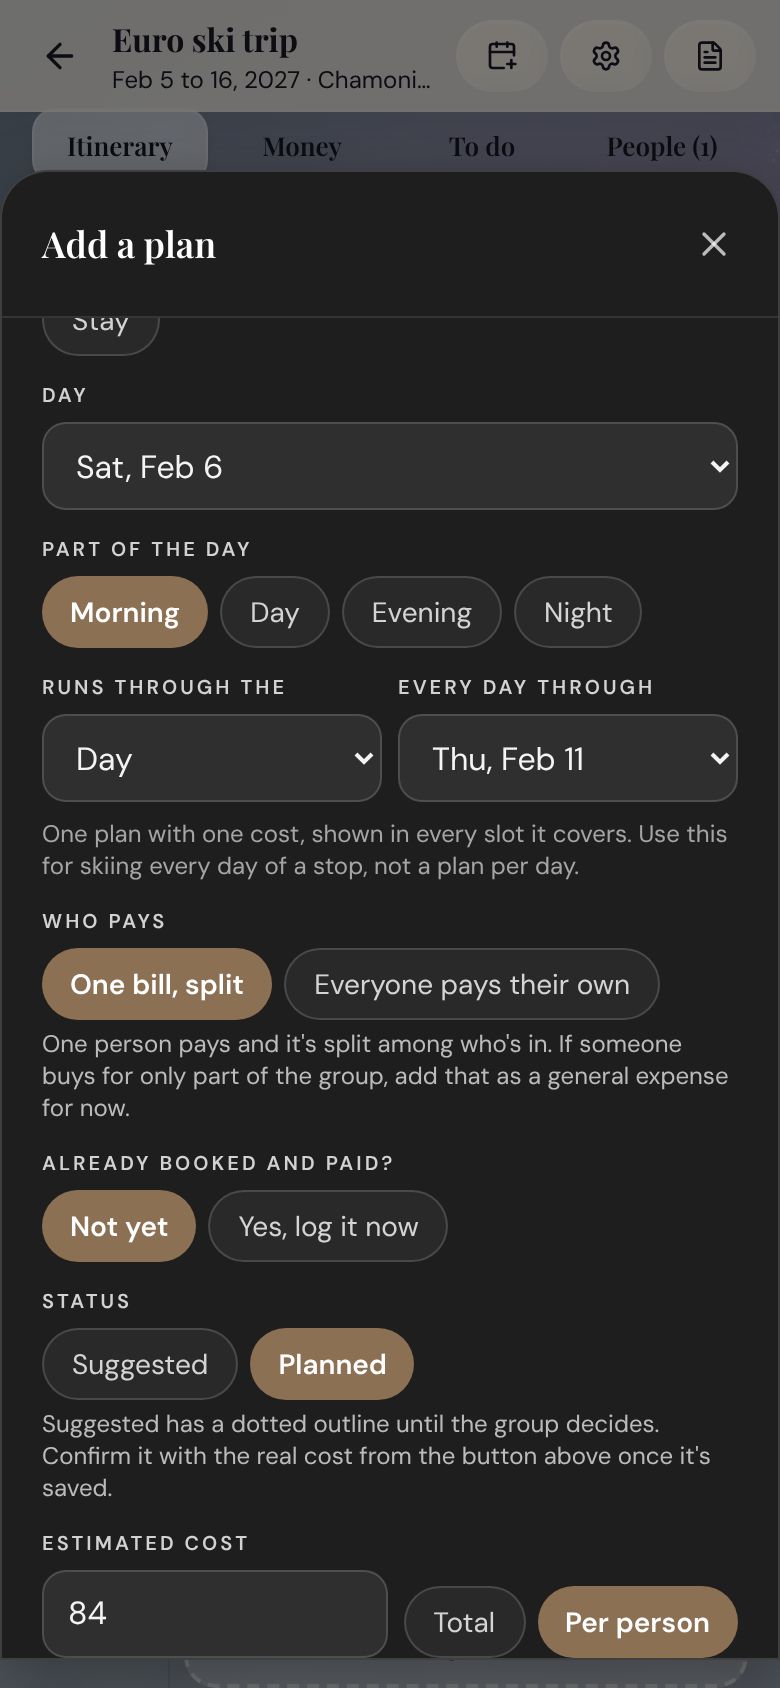 Euro ski trip
Feb 5 to 16, 2027 · Chamoni...
Itinerary
Money
To do
People (1)
Add a plan
Stay
DAY
Sat, Feb 6
PART OF THE DAY
Morning
Day
Evening
Night
RUNS THROUGH THE
EVERY DAY THROUGH
Day
Thu, Feb 11
One plan with one cost, shown in every slot it covers. Use this
for skiing every day of a stop, not a plan per day.
WHO PAYS
One bill, split
Everyone pays their own
One person pays and it's split among who's in. If someone
buys for only part of the group, add that as a general expense
for now.
ALREADY BOOKED AND PAID?
Not yet
Yes, log it now
STATUS
Suggested
Planned
Suggested has a dotted outline until the group decides.
Confirm it with the real cost from the button above once it's
saved.
ESTIMATED COST
84
Total
Per person